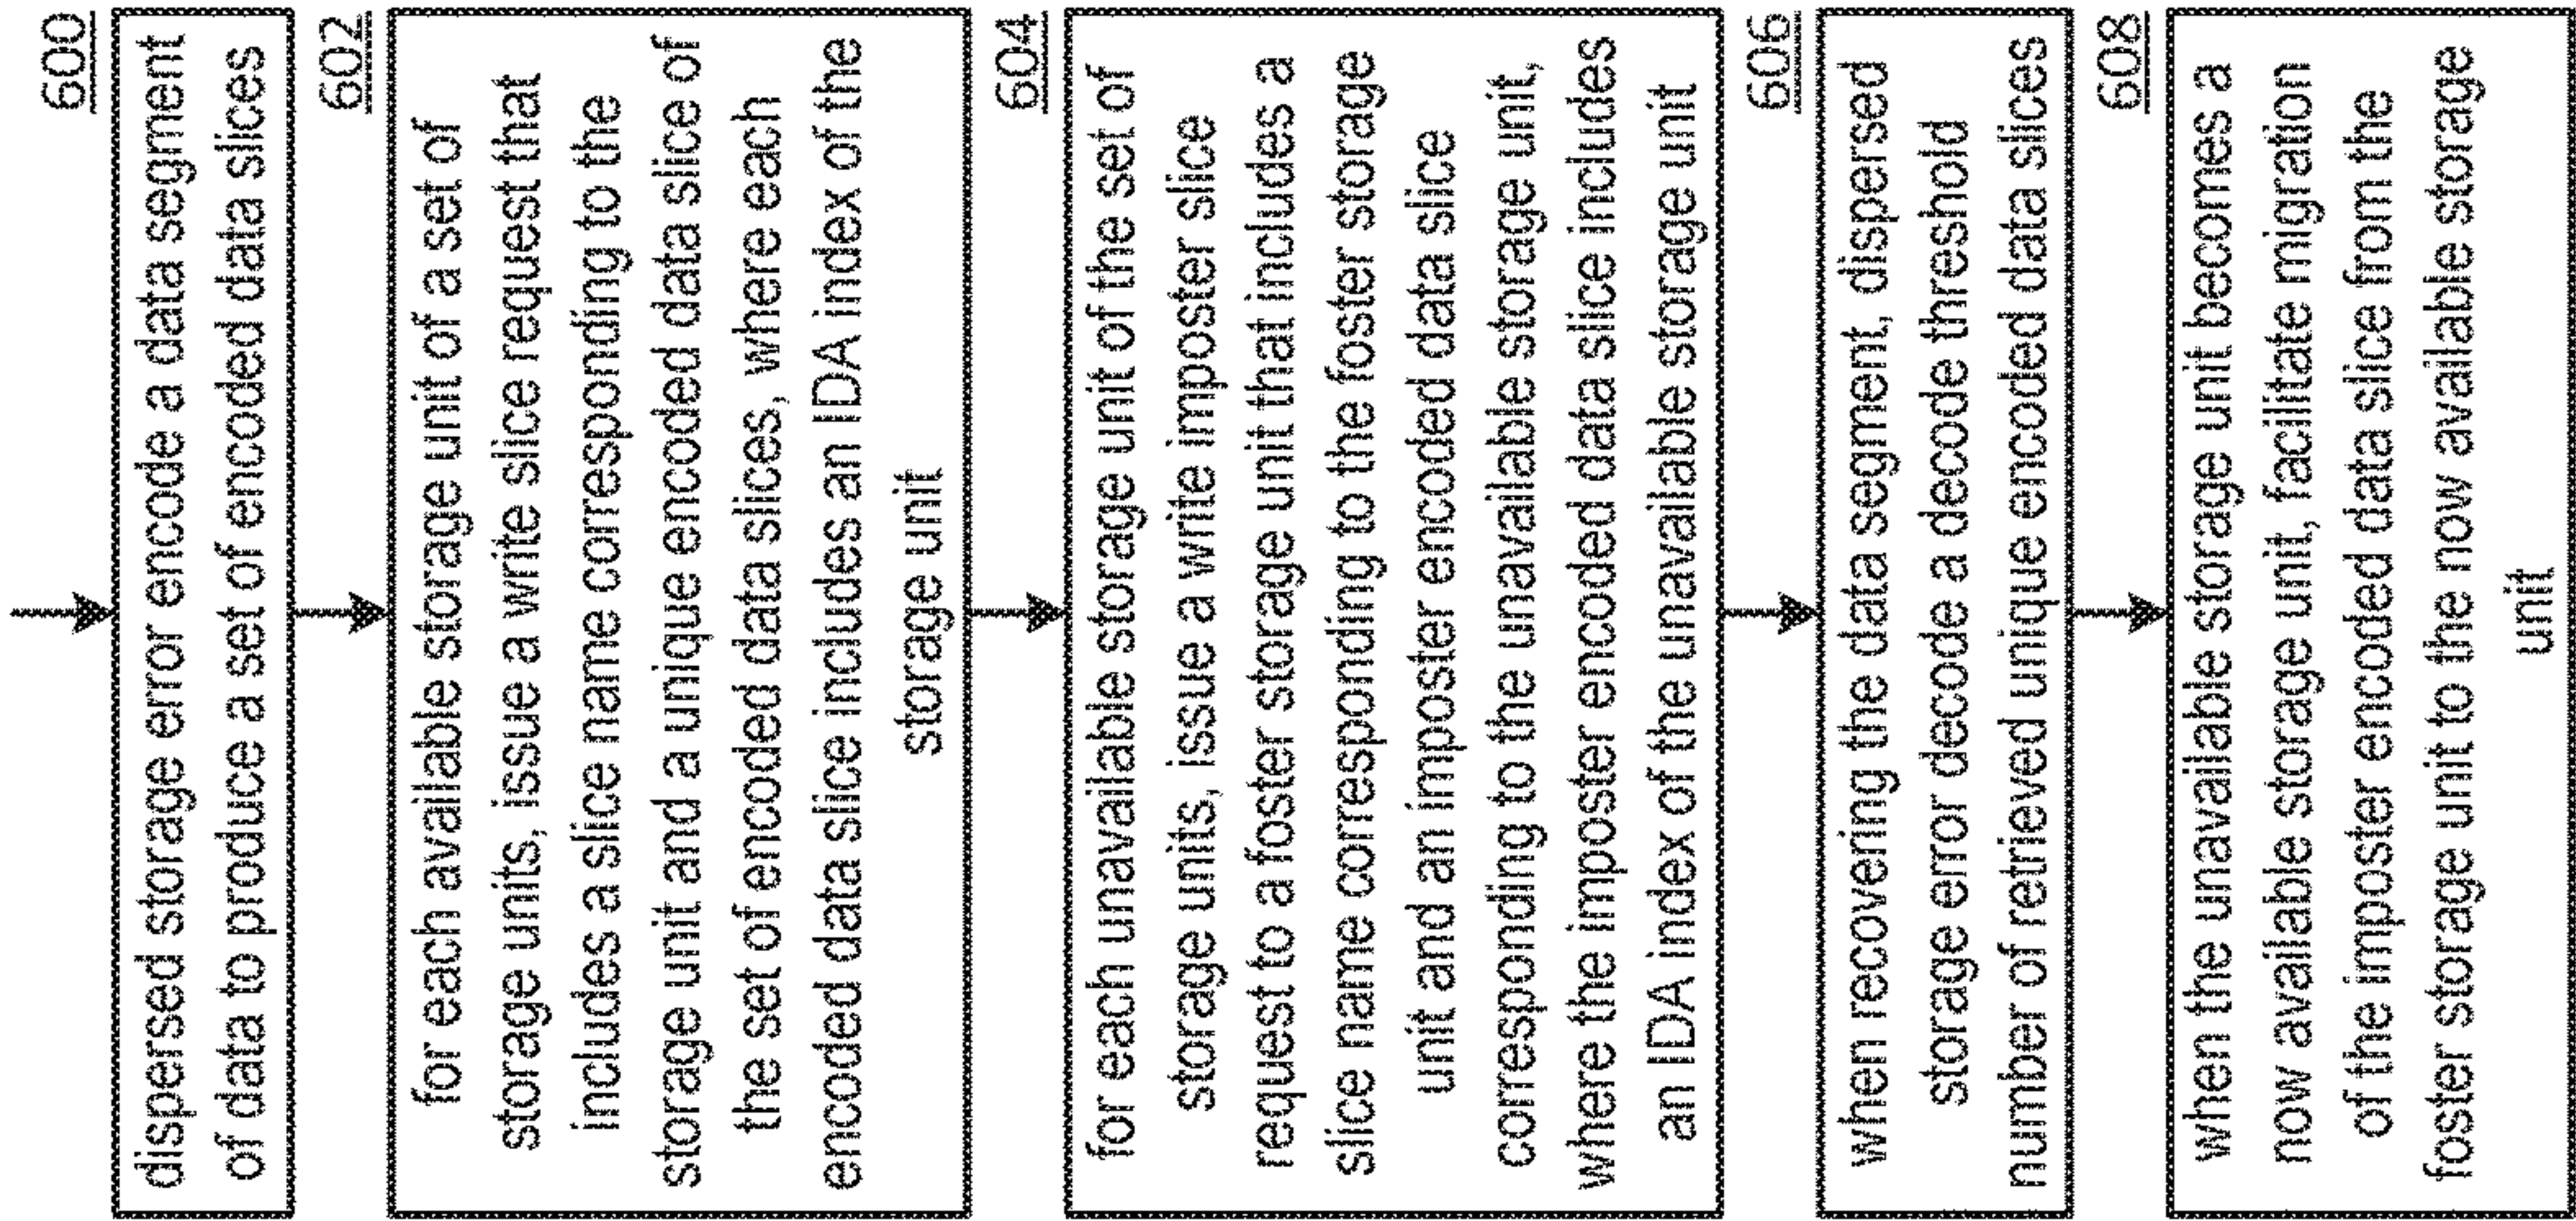 600
dispersed storage error encode a data segment
of data to produce a set of encoded data slices
602
for each available storage unit of a set of
storage units, issue a write slice request that
includes a slice name corresponding to the
storage unit and a unique encoded data slice of
the set of encoded data slices, where each
encoded data slice includes an IDA index of the
storage unit
604
for each unavailable storage unit of the set of
storage units, issue a write imposter slice
request to a foster storage unit that includes a
slice name corresponding to the foster storage
unit and an imposter encoded data slice
corresponding to the unavailable storage unit,
where the imposter encoded data slice includes
an IDA index of the unavailable storage unit
606
when recovering the data segment, dispersed
storage error decode a decode threshold
number of retrieved unique encoded data slices
608
when the unavailable storage unit becomes a
now available storage unit, facilitate migration
of the imposter encoded data slice from the
foster storage unit to the now available storage
unit